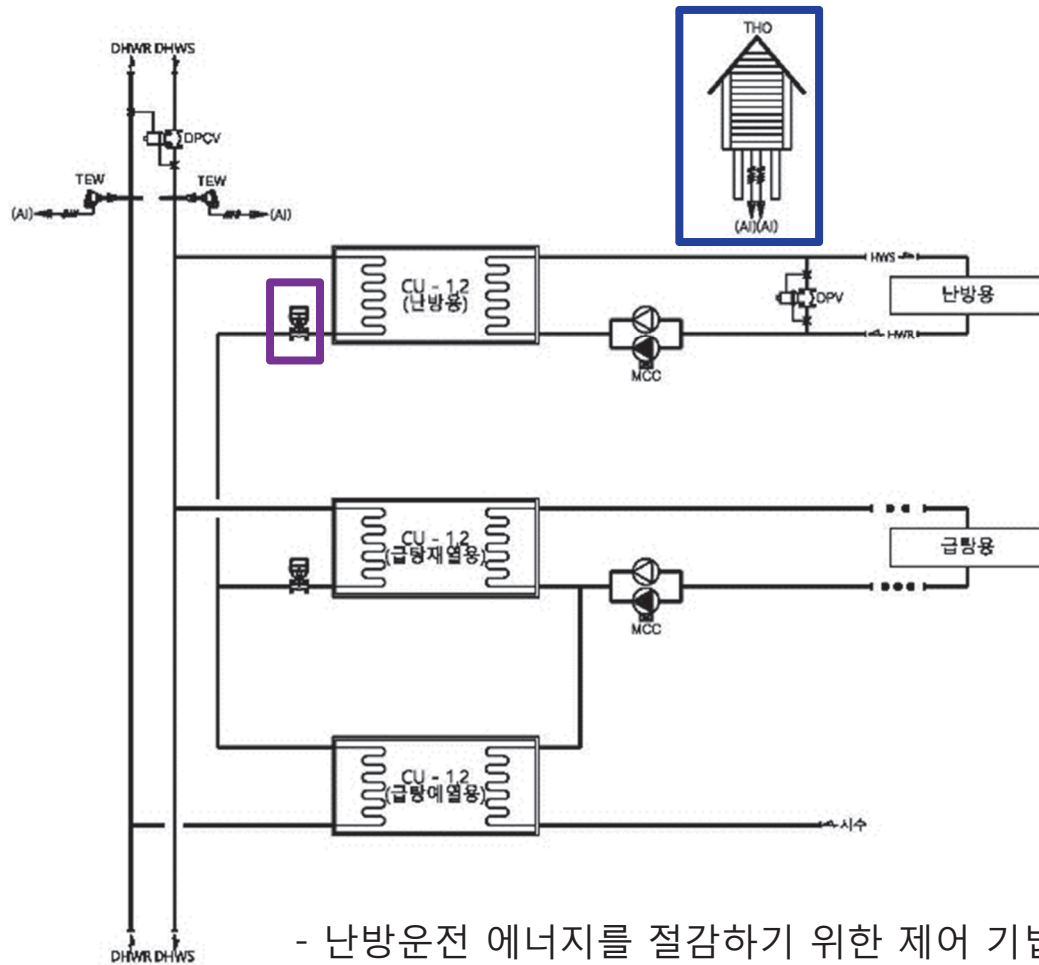 THO
DHWR DHWS
DPCV
TEW
TEW
(AI)
(AI)
(AI)(AI)
CU - 1,2
(난방용)
HWS
DPV
난방용
HWR
MCC
CU - 1,2
(급탕재열용)
급탕용
MCC
CU - 1,2
(급탕예열용)
시수
DHWR DHWS
- 난방운전 에너지를 절감하기 위한 제어 기법